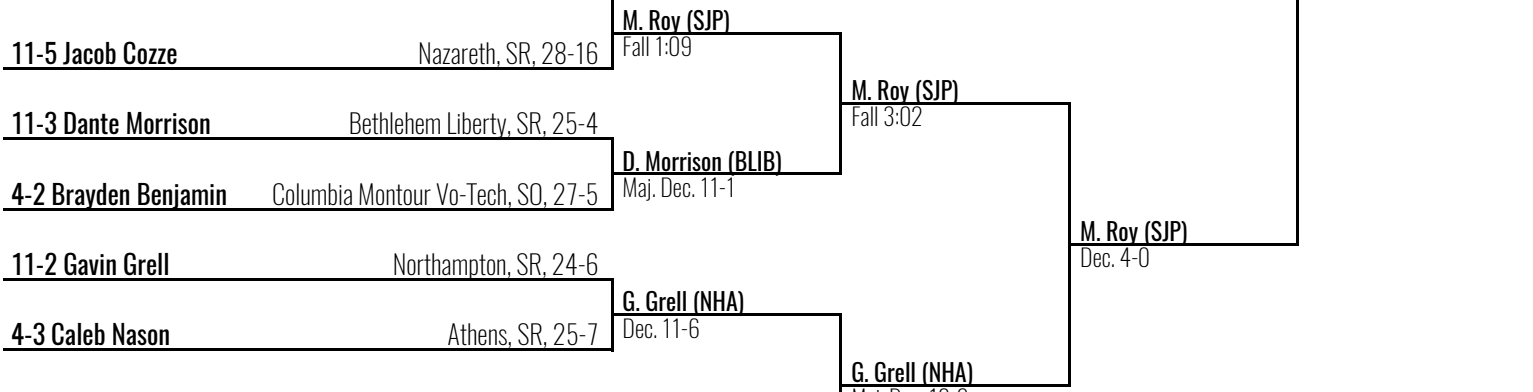 M. Roy (SJP)
11-5 Jacob Cozze Nazareth, SR, 28-16
Fall 1:09
M. Roy (SJP)
Fall 3:02
11-3 Dante Morrison Bethlehem Liberty, SR, 25-4
D. Morrison (BLIB)
Maj. Dec. 11-1
4-2 Brayden Benjamin Columbia Montour Vo-Tech, SO, 27-5
M. Roy (SJP)
Dec. 4-0
11-2 Gavin Grell Northampton, SR, 24-6
G. Grell (NHA)
Dec. 11-6
4-3 Caleb Nason Athens, SR, 25-7
G. Grell (NHA)